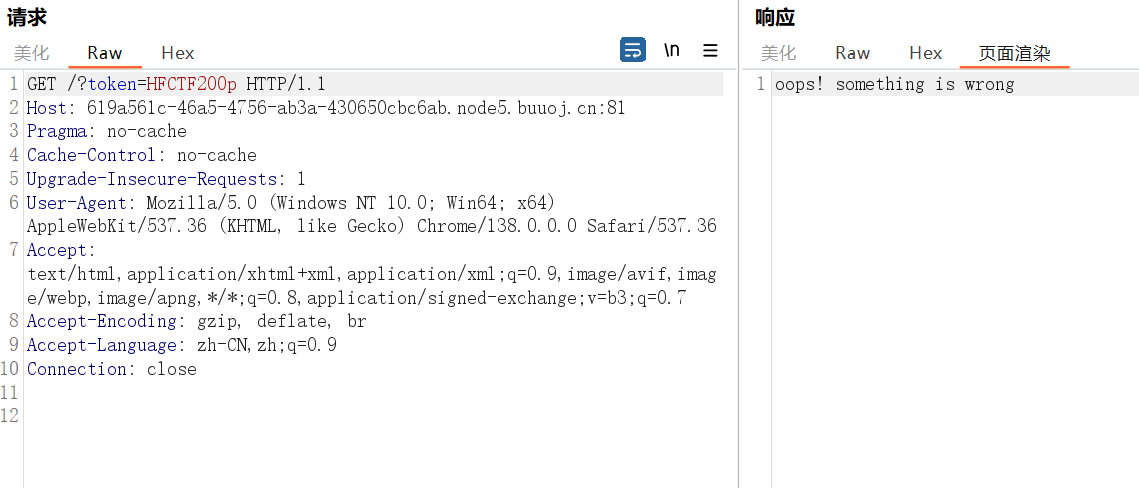 请求
美化 Raw Hex \n
1 GET /?token=HFCTF200p HTTP/1.1
2 Host: 619a561c-46a5-4756-ab3a-430650cbc6ab.node5.buuoj.cn:81
3 Pragma: no-cache
4 Cache-Control: no-cache
5 Upgrade-Insecure-Requests: 1
6 User-Agent: Mozilla/5.0 (Windows NT 10.0; Win64; x64)
AppleWebKit/537.36 (KHTML, like Gecko) Chrome/138.0.0.0 Safari/537.36
7 Accept:
text/html,application/xhtml+xml,application/xml;q=0.9,image/avif,imag
e/webp,image/apng,*/*;q=0.8,application/signed-exchange;v=b3;q=0.7
8 Accept-Encoding: gzip, deflate, br
9 Accept-Language: zh-CN,zh;q=0.9
10 Connection: close
11
12
响应
美化 Raw Hex 页面渲染
1 oops! something is wrong